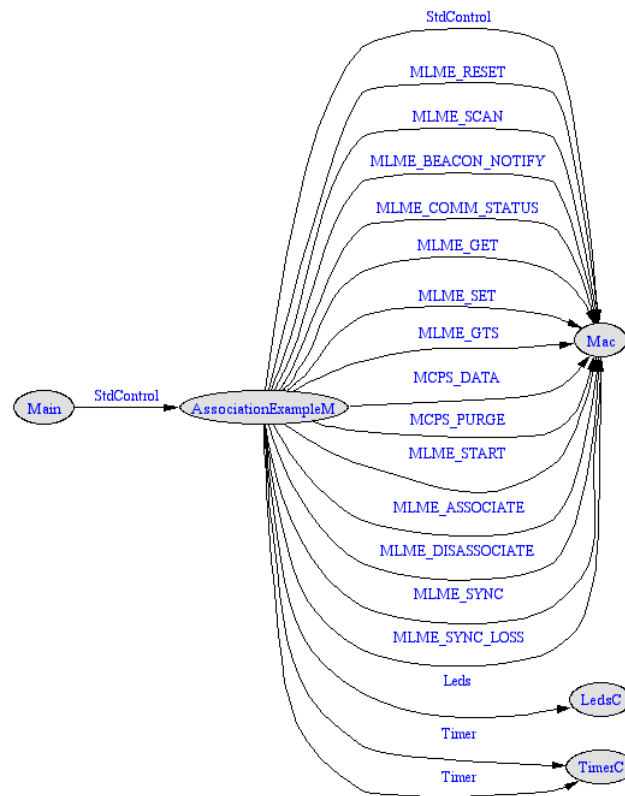 StdControl
MLME_RESET
MLME_SCAN
MLME_BEACON_NOTIFY
MLME_COMM_STATUS
MLME_GET
MLME_SET
MLME_GTS
Mac
MCPS_DATA
Main
StdControl
AssociationExampleM
MCPS_PURGE
MLME_START
MLME_ASSOCIATE
MLME_DISASSOCIATE
MLME_SYNC
MLME_SYNC_LOSS
Leds
LedsC
Timer
TimerC
Timer